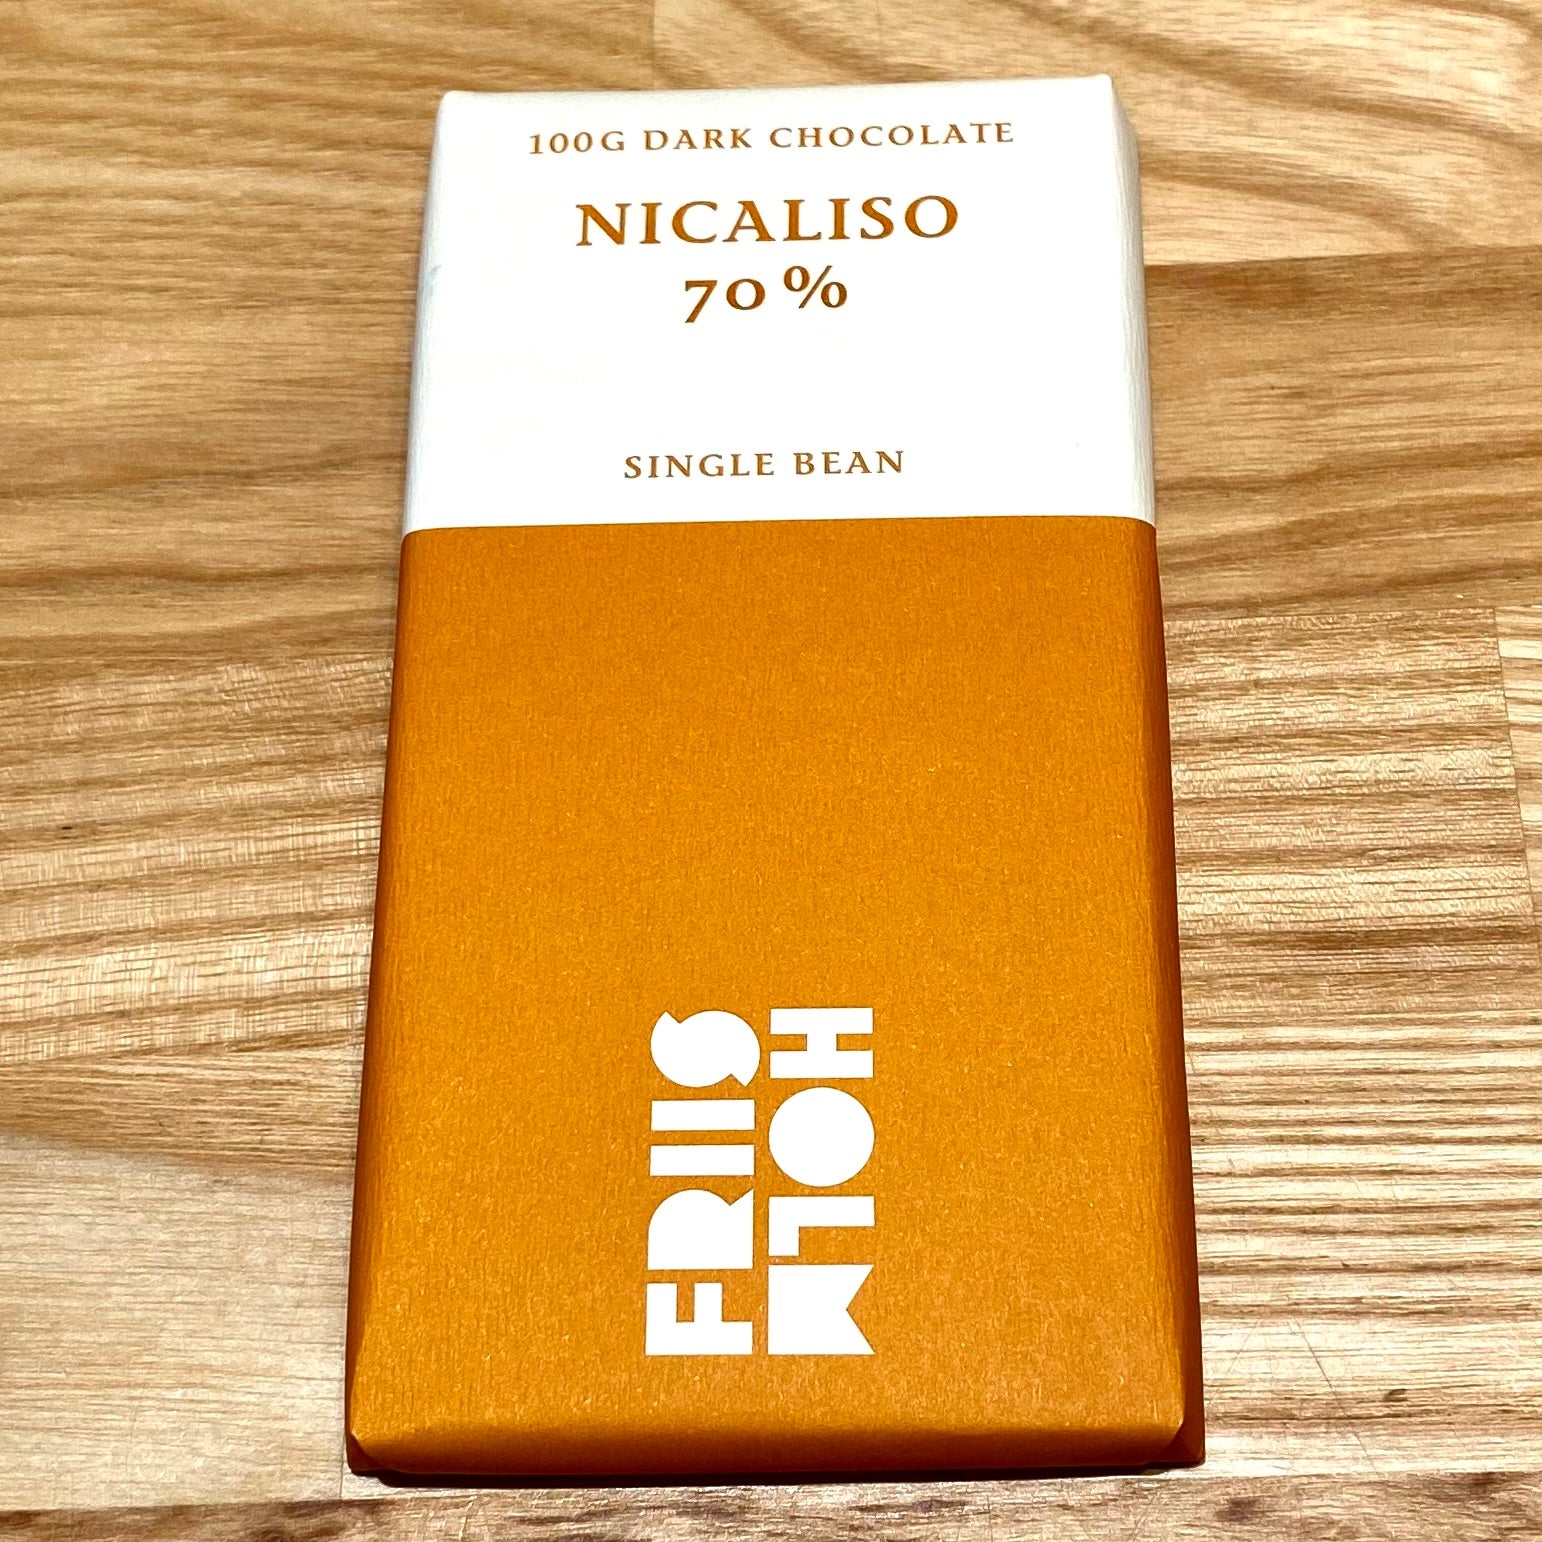 100G DARK CHOCOLATE
NICALISO
70%
SINGLE BEAN
FRIIS
HOLM